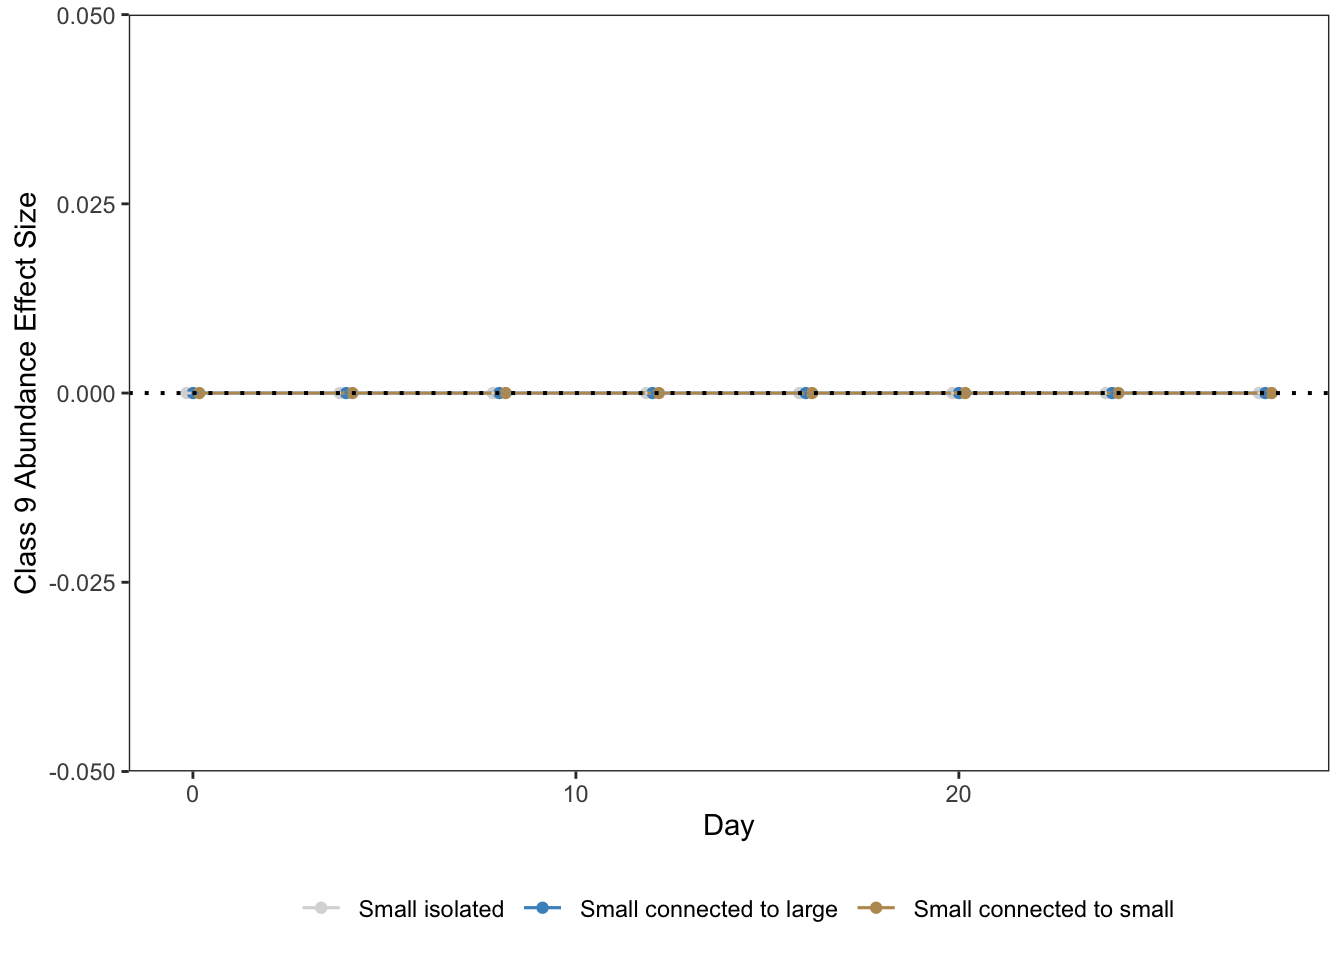 0.050
0.025
0.000
-0.025
-0.050
Class 9 Abundance Effect Size
0 10 20
Day
Small isolated Small connected to large Small connected to small